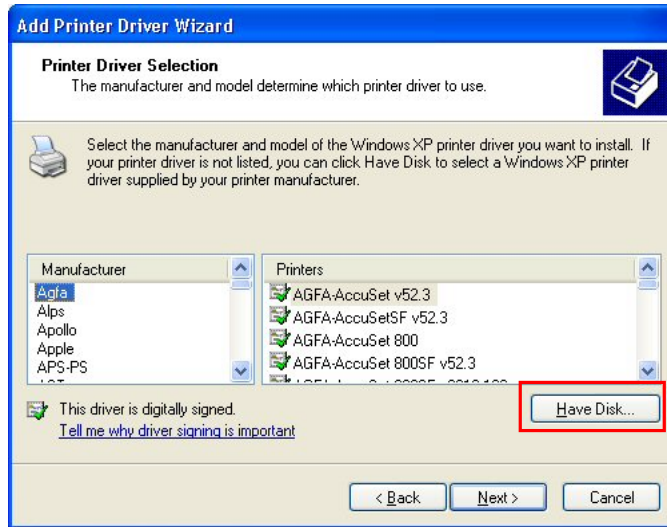 Add Printer Driver Wizard
Printer Driver Selection
The manufacturer and model determine which printer driver to use.
Select the manufacturer and model of the Windows XP printer driver you want to install. If
your printer driver is not listed, you can click Have Disk to select a Windows XP printer
driver supplied by your printer manufacturer.
Manufacturer
Agfa
Alps
Apollo
Apple
APS-PS
Printers
AGFA-AccuSet v52.3
AGFA-AccuSetSF v52.3
AGFA-AccuSet 800
AGFA-AccuSet 800SF v52.3
This driver is digitally signed.
Tell me why driver signing is important
Have Disk...
< Back
Next >
Cancel